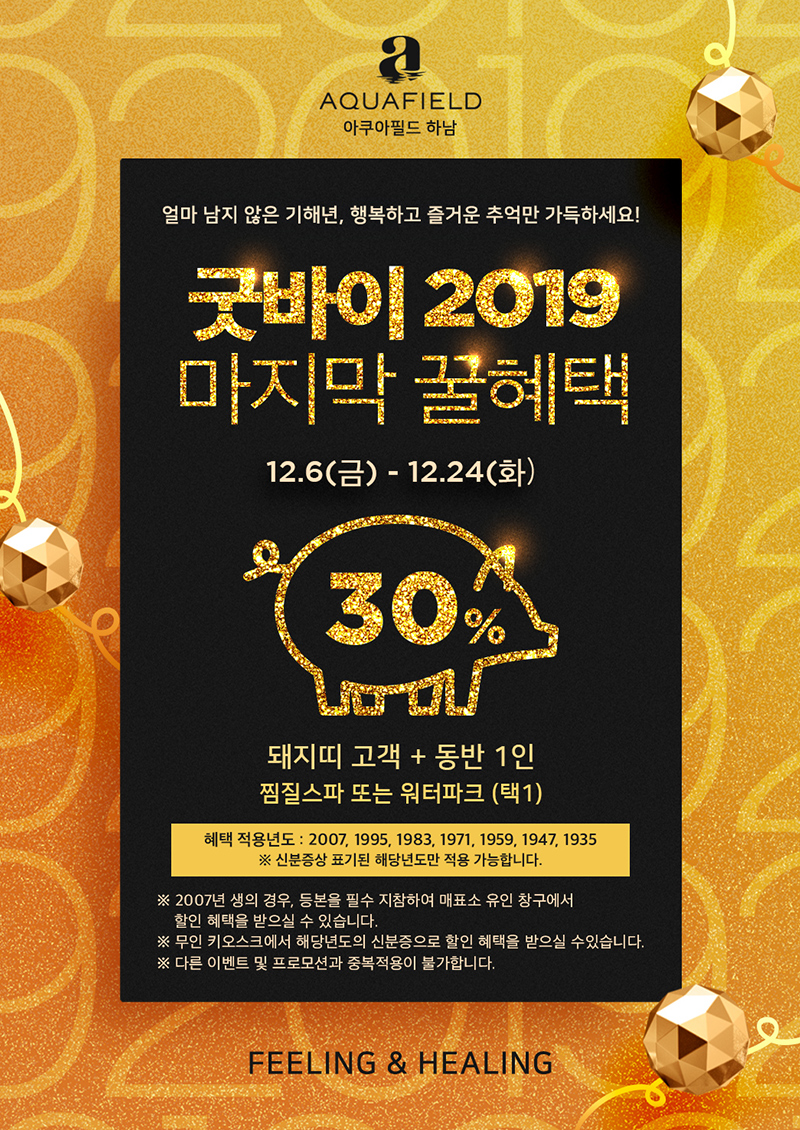 a
AQUAFIELD
아쿠아필드 하남
얼마 남지 않은 기해년, 행복하고 즐거운 추억만 가득하세요!
굿바이 2019
마지막 꿀혜택
12.6(금) - 12.24(화)
30%
돼지띠 고객 + 동반 1인
찜질스파 또는 워터파크 (택1)
혜택 적용년도 : 2007, 1995, 1983, 1971, 1959, 1947, 1935
※ 신분증상 표기된 해당년도만 적용 가능합니다.
※ 2007년 생의 경우, 등본을 필수 지참하여 매표소 유인 창구에서
할인 혜택을 받으실 수 있습니다.
※ 무인 키오스크에서 해당년도의 신분증으로 할인 혜택을 받으실 수있습니다.
※ 다른 이벤트 및 프로모션과 중복적용이 불가합니다.
FEELING & HEALING